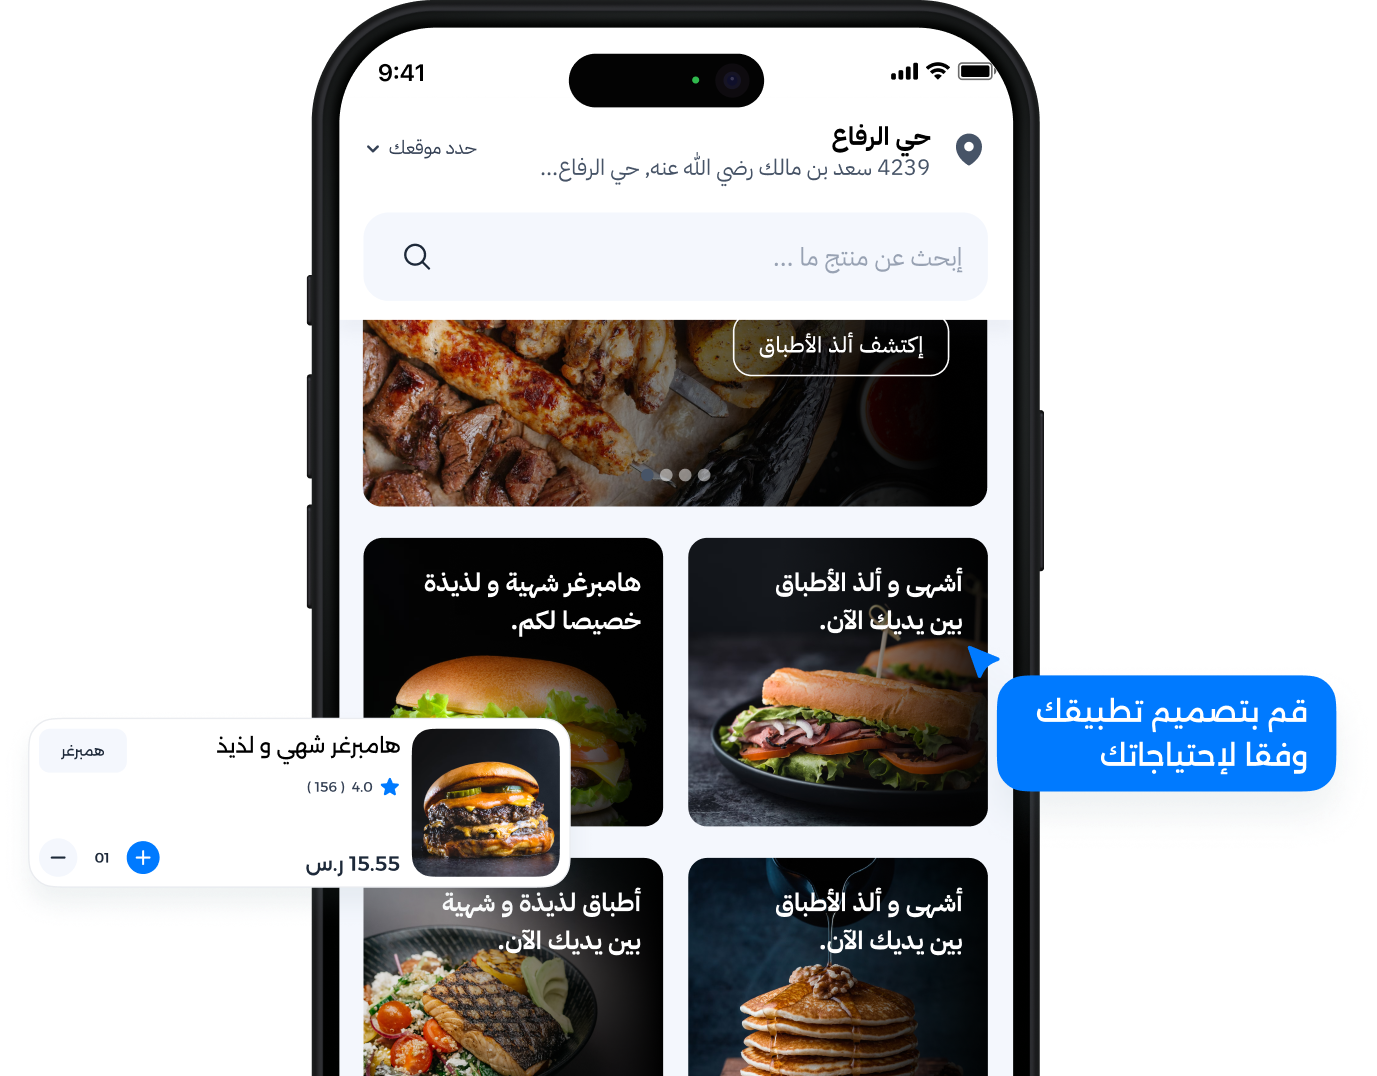 9:41
حي الرفاع
4239 سعد بن مالك رضي الله عنه, حي الرفاع...
حدد موقعك
إبحث عن منتج ما ...
إكتشف ألذ الأطباق
أشهى و ألذ الأطباق
بين يديك الآن.
هامبرغر شهية و لذيذة
خصيصا لكم.
قم بتصميم تطبيقك
وفقا لإحتياجاتك
هامبرغر شهي و لذيذ
همبرغر
4.0 ( 156 )
15.55 ر.س
01
أشهى و ألذ الأطباق
بين يديك الآن.
أطباق لذيذة و شهية
بين يديك الآن.